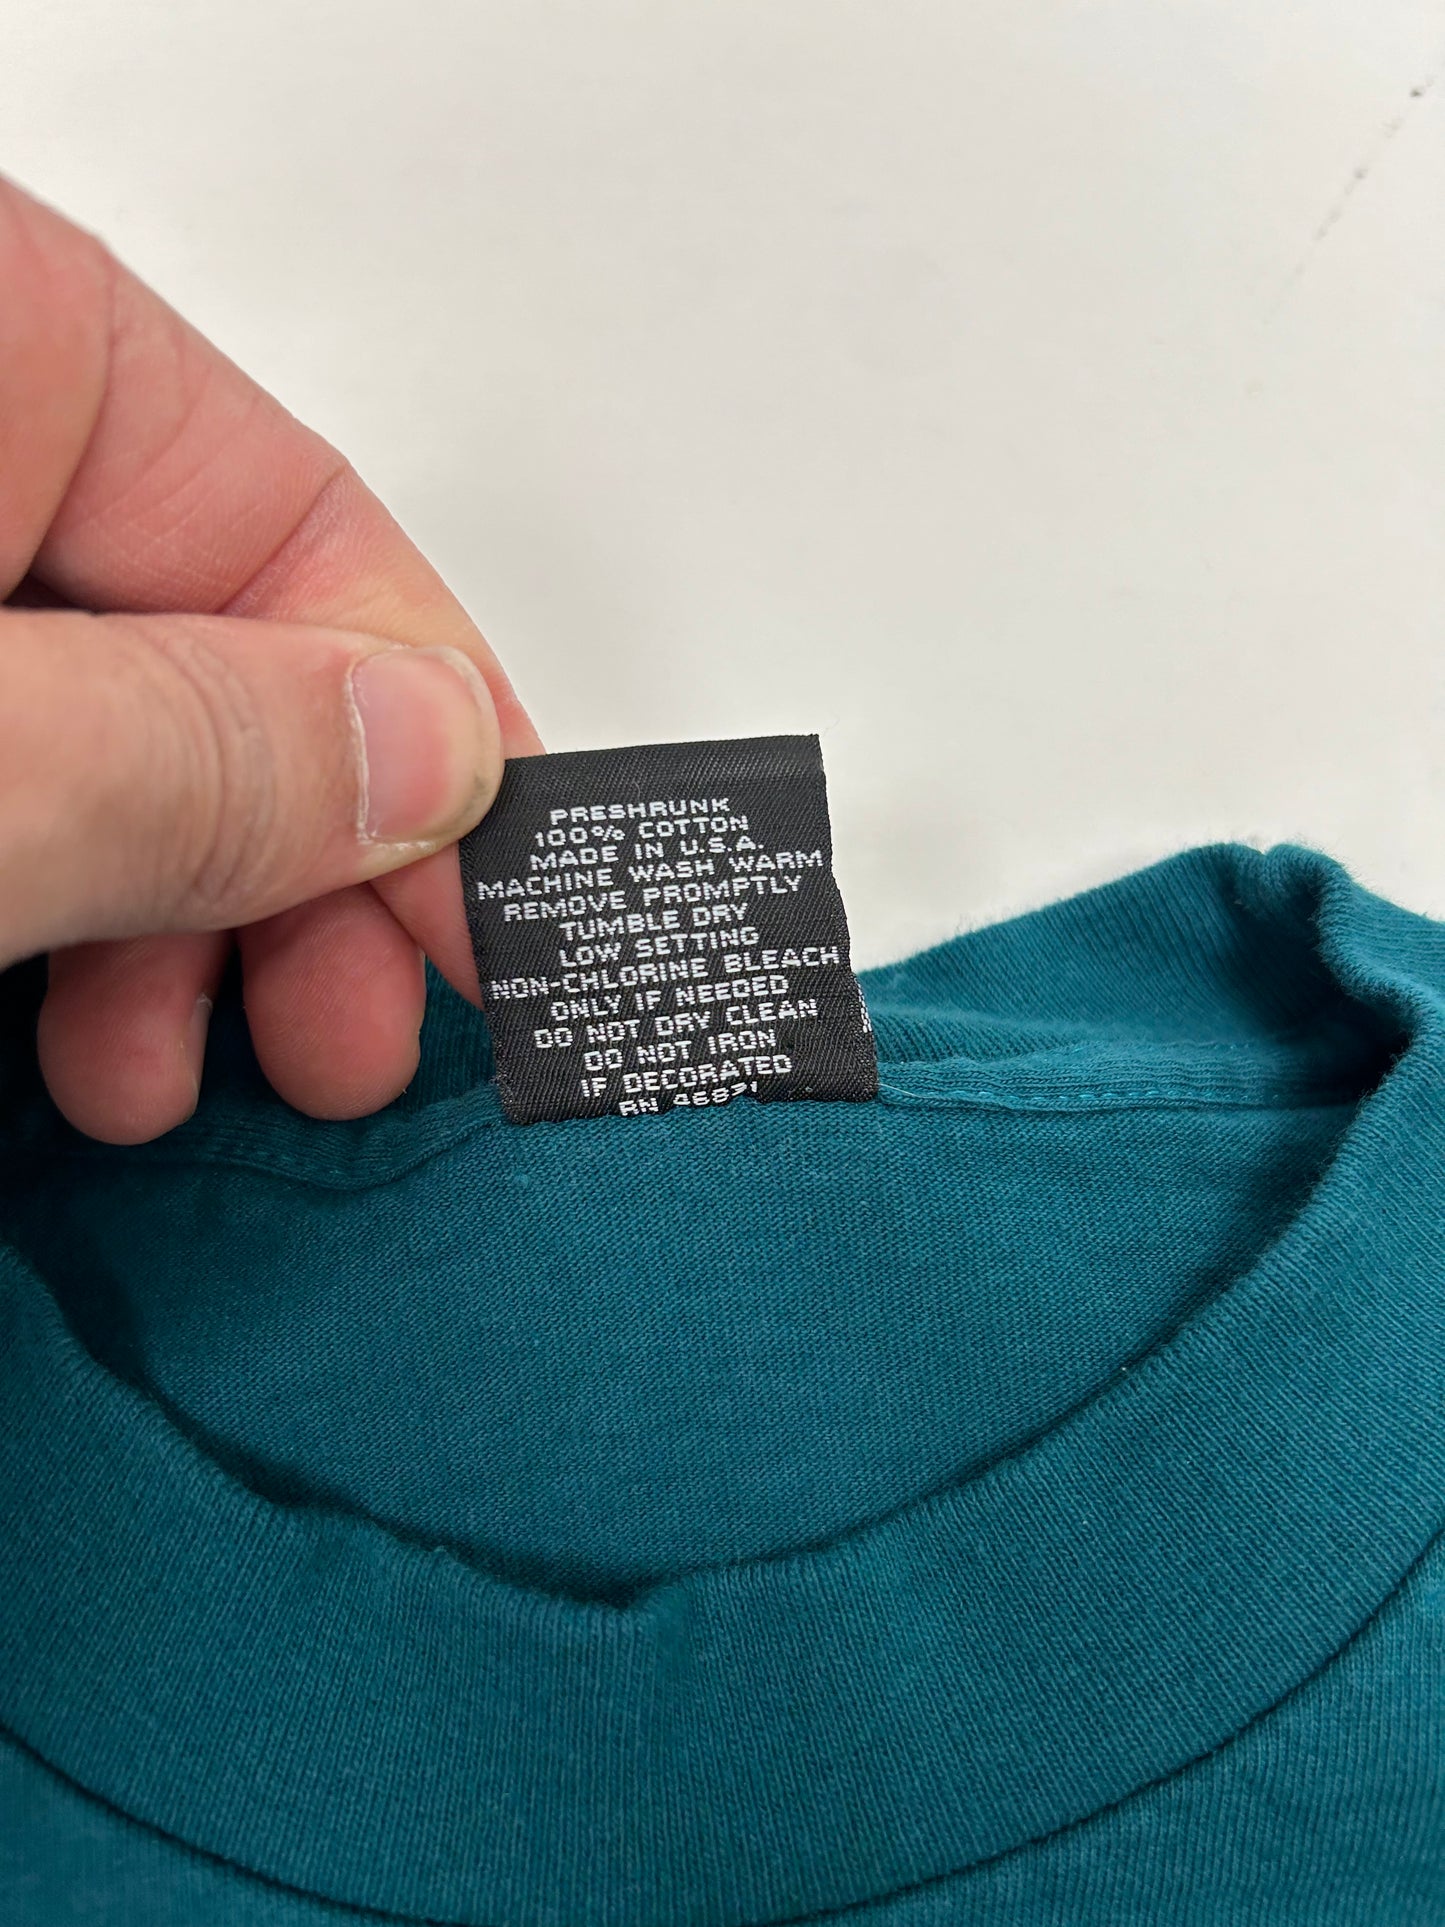 PRESHRUNK
100% COTTON
MADE IN U.S.A.
MACHINE WASH WARM
REMOVE PROMPTLY
TUMBLE DRY
LOW SETTING
NON-CHLORINE BLEACH
ONLY IF NEEDED
DO NOT DRY CLEAN
DO NOT IRON
IF DECORATED
RN